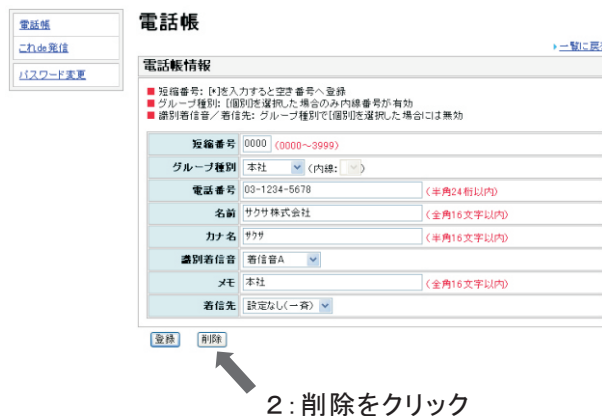 電話帳
これde発信
パスワード変更
電話帳
一覧に戻
電話帳情報
短縮番号: [*]を入力すると空き番号へ登録
グループ種別: [個別]を選択した場合のみ内線番号が有効
識別着信音/着信先: グループ種別で[個別]を選択した場合には無効
短縮番号 0000 (0000~3999)
グループ種別 本社 (内線: )
電話番号 03-1234-5678 (半角24桁以内)
名前 サクサ株式会社 (全角16文字以内)
カナ名 ｻｸｻ (半角16文字以内)
識別着信音 着信音A
メモ 本社 (全角16文字以内)
着信先 設定なし(一斉)
登録 削除
2:削除をクリック